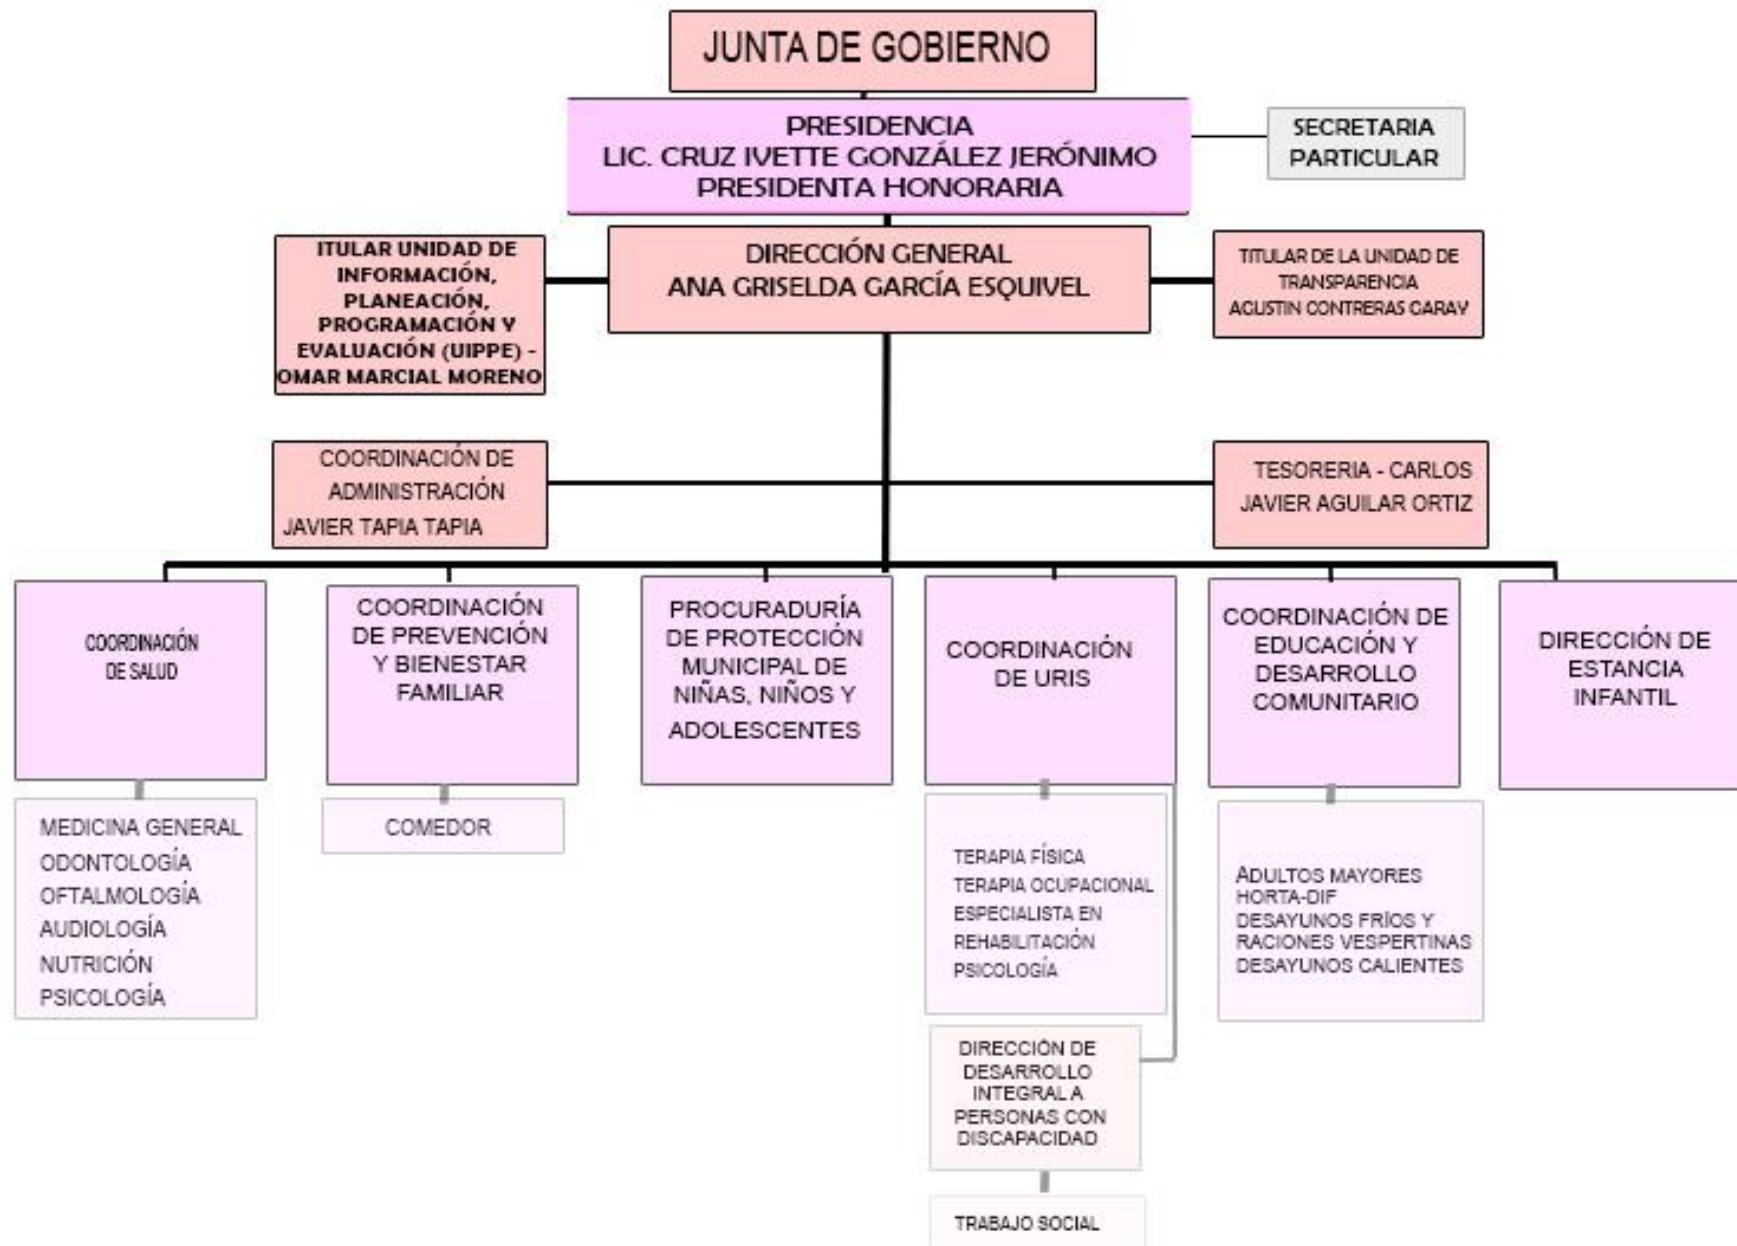 JUNTA DE GOBIERNO
PRESIDENCIA
LIC. CRUZ IVETTE GONZÁLEZ JERÓNIMO
PRESIDENTA HONORARIA
SECRETARIA
PARTICULAR
ITULAR UNIDAD DE
INFORMACIÓN,
PLANEACIÓN,
PROGRAMACIÓN Y
EVALUACIÓN (UIPPE) -
OMAR MARCIAL MORENO
DIRECCIÓN GENERAL
ANA GRISELDA GARCÍA ESQUIVEL
TITULAR DE LA UNIDAD DE
TRANSPARENCIA
AGUSTIN CONTRERAS GARAY
COORDINACIÓN DE
ADMINISTRACIÓN
JAVIER TAPIA TAPIA
TESORERIA - CARLOS
JAVIER AGUILAR ORTIZ
COORDINACIÓN
DE SALUD
COORDINACIÓN
DE PREVENCIÓN
Y BIENESTAR
FAMILIAR
PROCURADURÍA
DE PROTECCIÓN
MUNICIPAL DE
NIÑAS, NIÑOS Y
ADOLESCENTES
COORDINACIÓN
DE URIS
COORDINACIÓN DE
EDUCACIÓN Y
DESARROLLO
COMUNITARIO
DIRECCIÓN DE
ESTANCIA
INFANTIL
MEDICINA GENERAL
ODONTOLOGÍA
OFTALMOLOGÍA
AUDIOLOGÍA
NUTRICIÓN
PSICOLOGÍA
COMEDOR
TERAPIA FÍSICA
TERAPIA OCUPACIONAL
ESPECIALISTA EN
REHABILITACIÓN
PSICOLOGÍA
ADULTOS MAYORES
HORTA-DIF
DESAYUNOS FRÍOS Y
RACIONES VESPERTINAS
DESAYUNOS CALIENTES
DIRECCIÓN DE
DESARROLLO
INTEGRAL A
PERSONAS CON
DISCAPACIDAD
TRABAJO SOCIAL